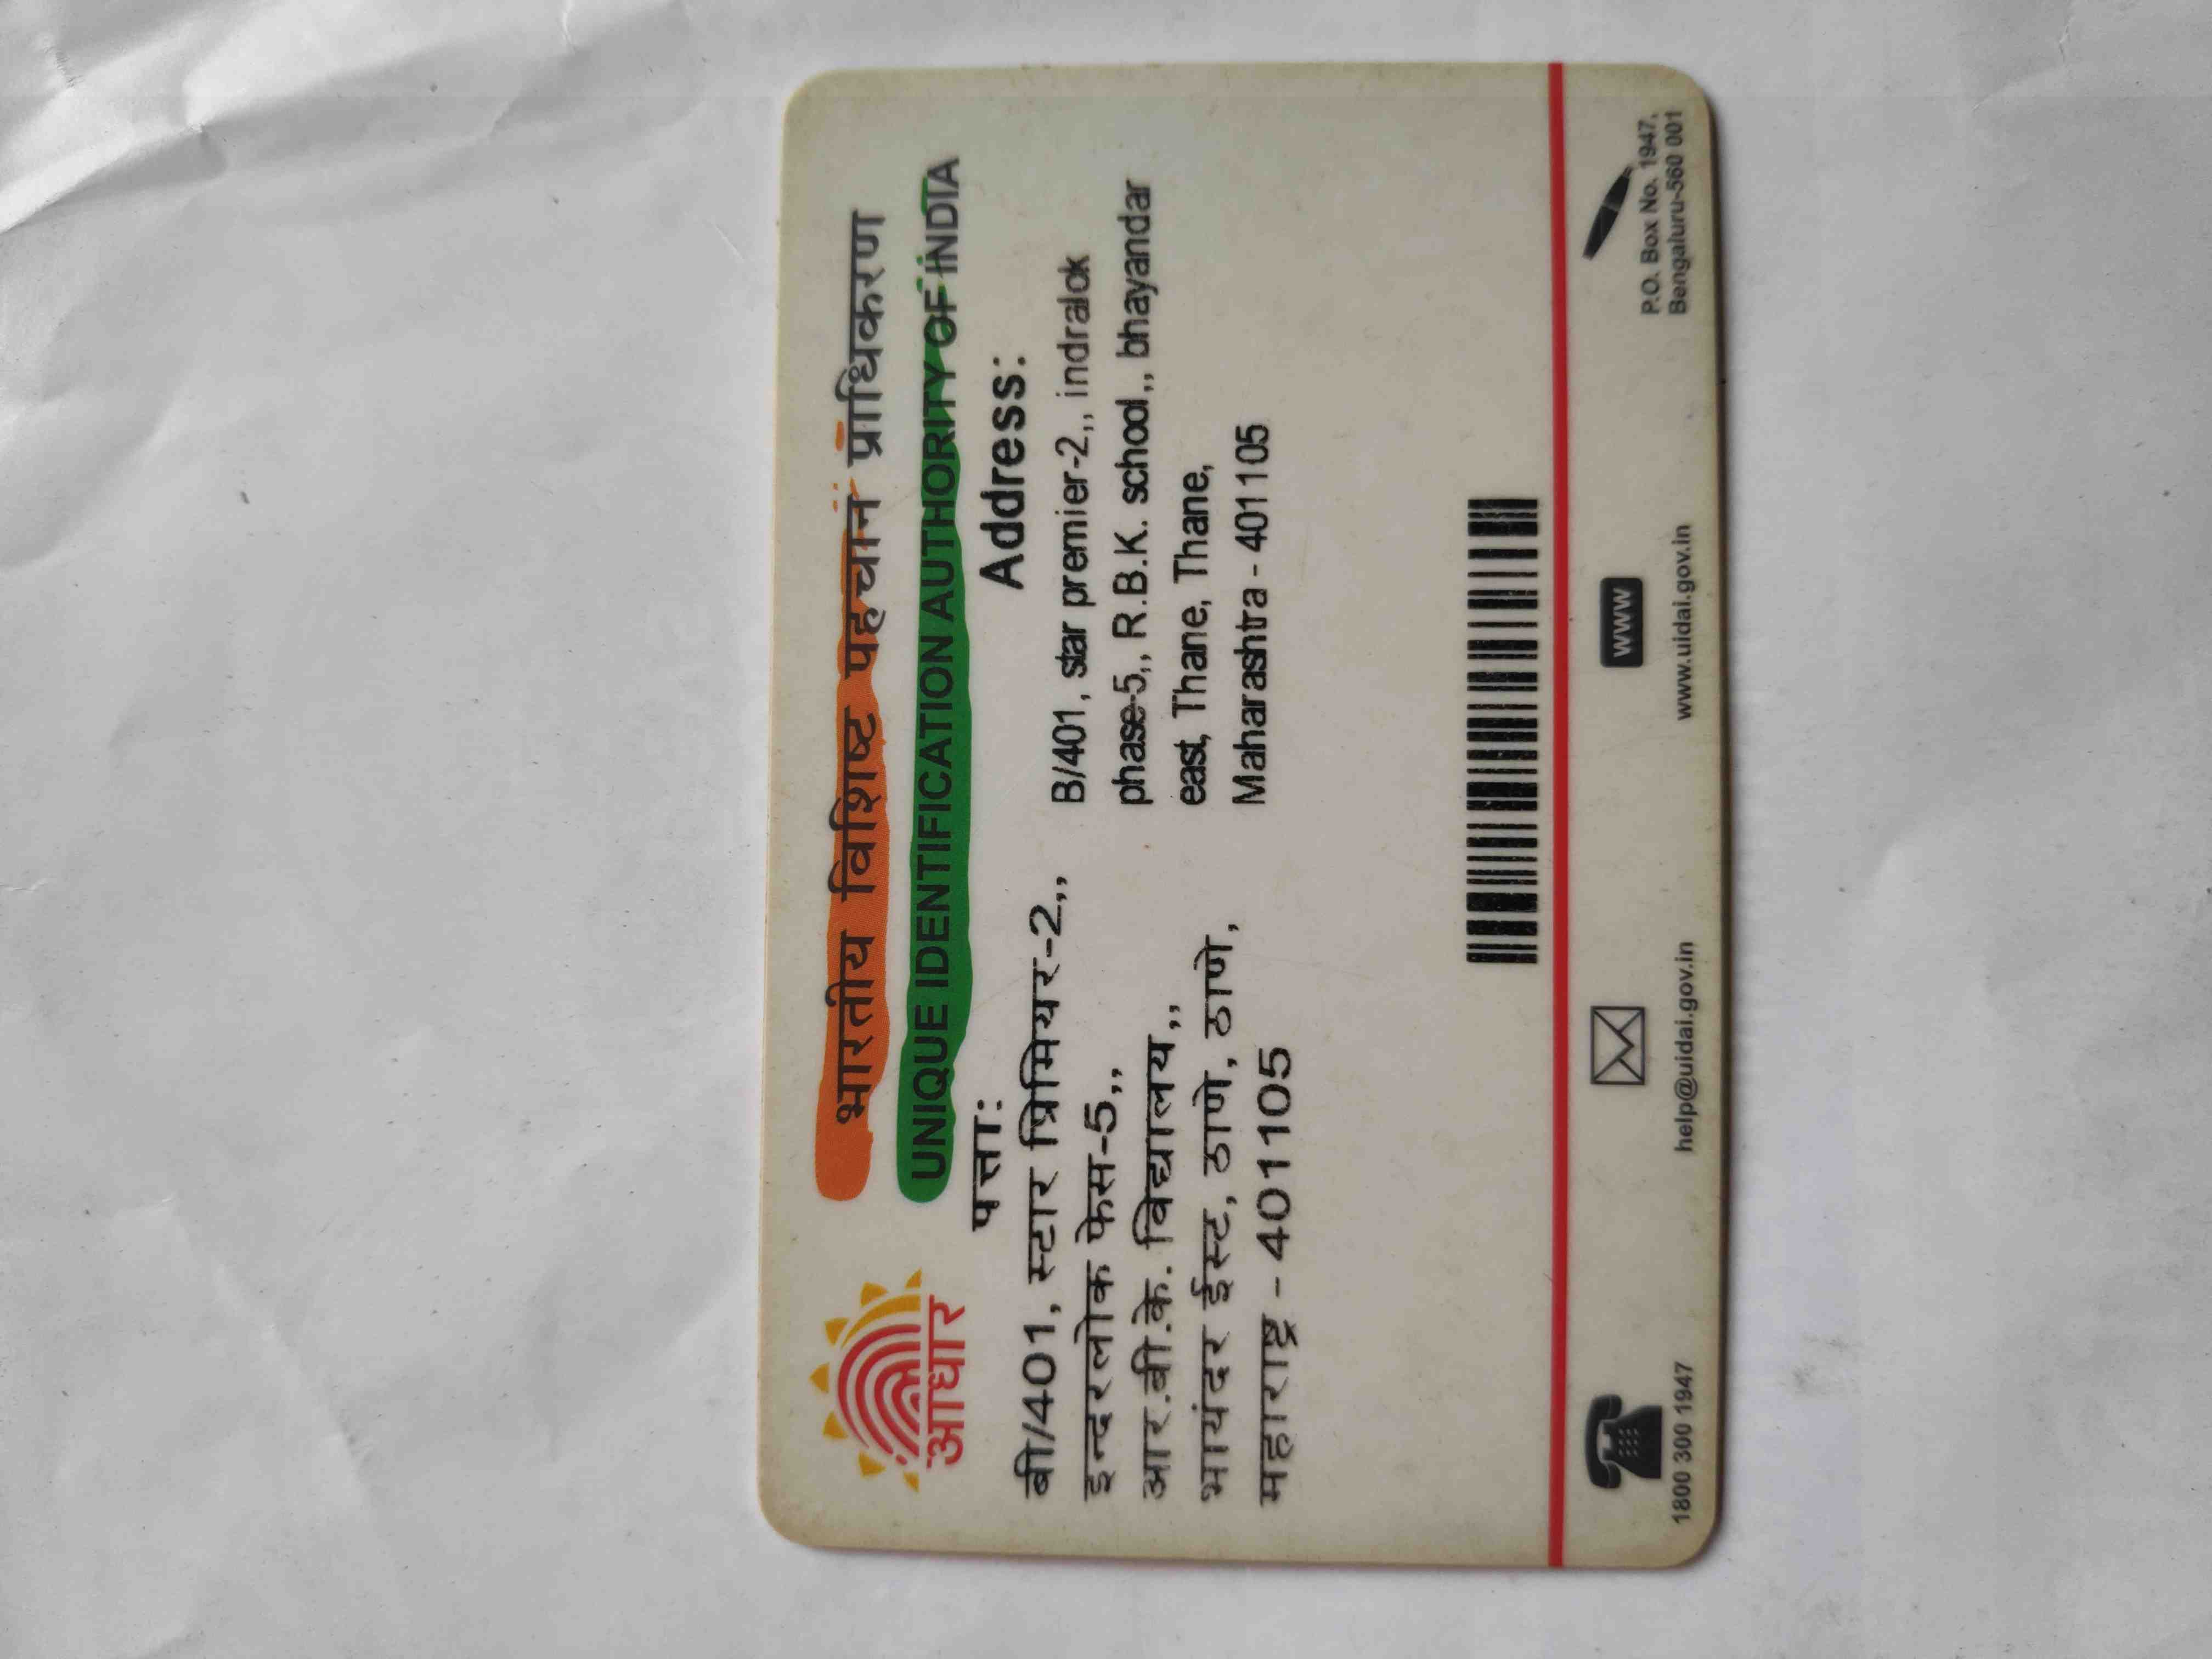 भारतीय विशिष्ट पहचान प्राधिकरण
UNIQUE IDENTIFICATION AUTHORITY OF INDIA
आधार
पत्ता:
बी/401, स्टार प्रिमियर-2,,
इन्दरलोक फेस-5,,
आर.बी.के. विद्यालय,,
भायंदर ईस्ट, ठाणे, ठाणे,
महाराष्ट्र - 401105
Address:
B/401, star premier-2,, indralok
phase-5,, R.B.K. school,, bhayandar
east, Thane, Thane,
Maharashtra - 401105
1800 300 1947
help@uidai.gov.in
WWW
www.uidai.gov.in
P.O. Box No. 1947,
Bengaluru-560 001